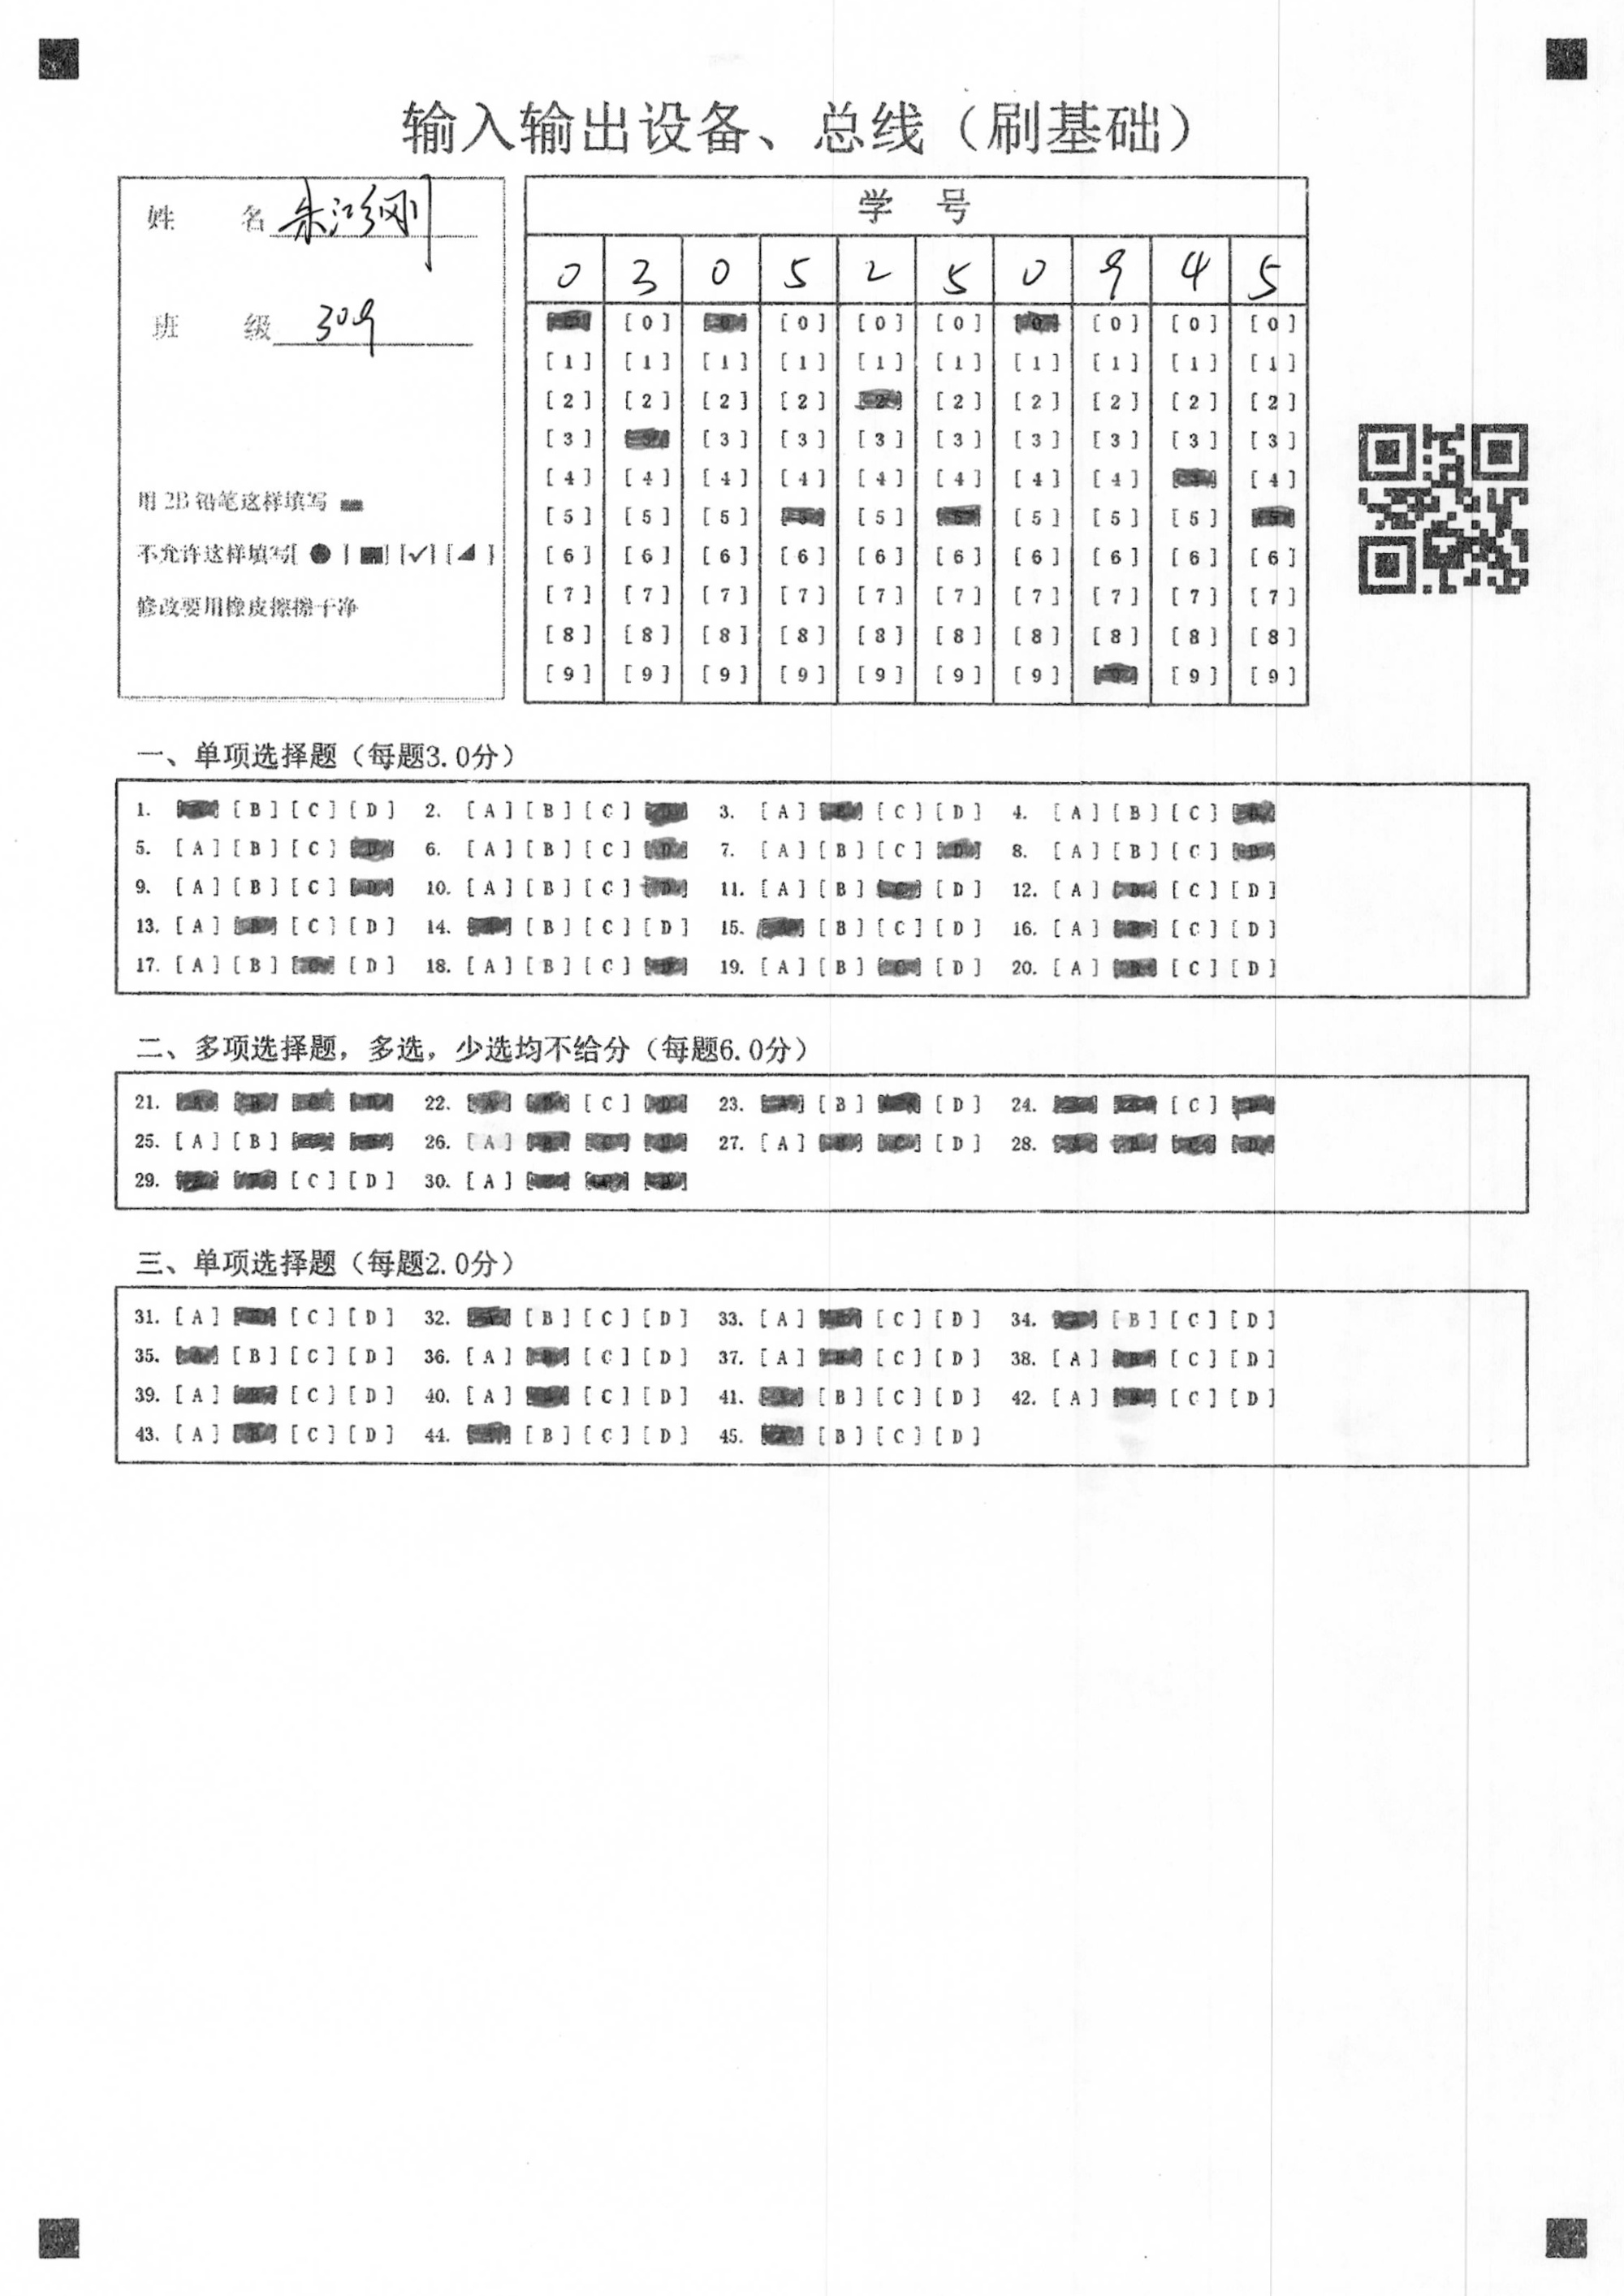 输入输出设备、总线（刷基础）
姓 名 朱江纲
班 级 309
用 2B 铅笔这样填写
不允许这样填写[ ● ] [■] [✓] [◢ ]
修改要用橡皮擦擦干净
学 号
0 3 0 5 2 5 0 9 4 5
[0] [0] [0] [0] [0] [0] [0]
[1] [1] [1] [1] [1] [1] [1] [1] [1] [1]
[2] [2] [2] [2] [2] [2] [2] [2] [2] [2]
[3] [3] [3] [3] [3] [3] [3] [3] [3]
[4] [4] [4] [4] [4] [4] [4] [4] [4]
[5] [5] [5] [5] [5] [5] [5] [5]
[6] [6] [6] [6] [6] [6] [6] [6] [6] [6]
[7] [7] [7] [7] [7] [7] [7] [7] [7] [7]
[8] [8] [8] [8] [8] [8] [8] [8] [8] [8]
[9] [9] [9] [9] [9] [9] [9] [9] [9]
一、单项选择题（每题3.0分）
1. [B] [C] [D] 2. [A] [B] [C] 3. [A] [C] [D] 4. [A] [B] [C]
5. [A] [B] [C] 6. [A] [B] [C] 7. [A] [B] [C] 8. [A] [B] [C]
9. [A] [B] [C] 10. [A] [B] [C] 11. [A] [B] [D] 12. [A] [C] [D]
13. [A] [C] [D] 14. [B] [C] [D] 15. [B] [C] [D] 16. [A] [C] [D]
17. [A] [B] [D] 18. [A] [B] [C] 19. [A] [B] [D] 20. [A] [C] [D]
二、多项选择题，多选，少选均不给分（每题6.0分）
21. 22. [C] 23. [B] [D] 24. [C]
25. [A] [B] 26. [A] 27. [A] [D] 28.
29. [C] [D] 30. [A]
三、单项选择题（每题2.0分）
31. [A] [C] [D] 32. [B] [C] [D] 33. [A] [C] [D] 34. [B] [C] [D]
35. [B] [C] [D] 36. [A] [C] [D] 37. [A] [C] [D] 38. [A] [C] [D]
39. [A] [C] [D] 40. [A] [C] [D] 41. [B] [C] [D] 42. [A] [C] [D]
43. [A] [C] [D] 44. [B] [C] [D] 45. [B] [C] [D]